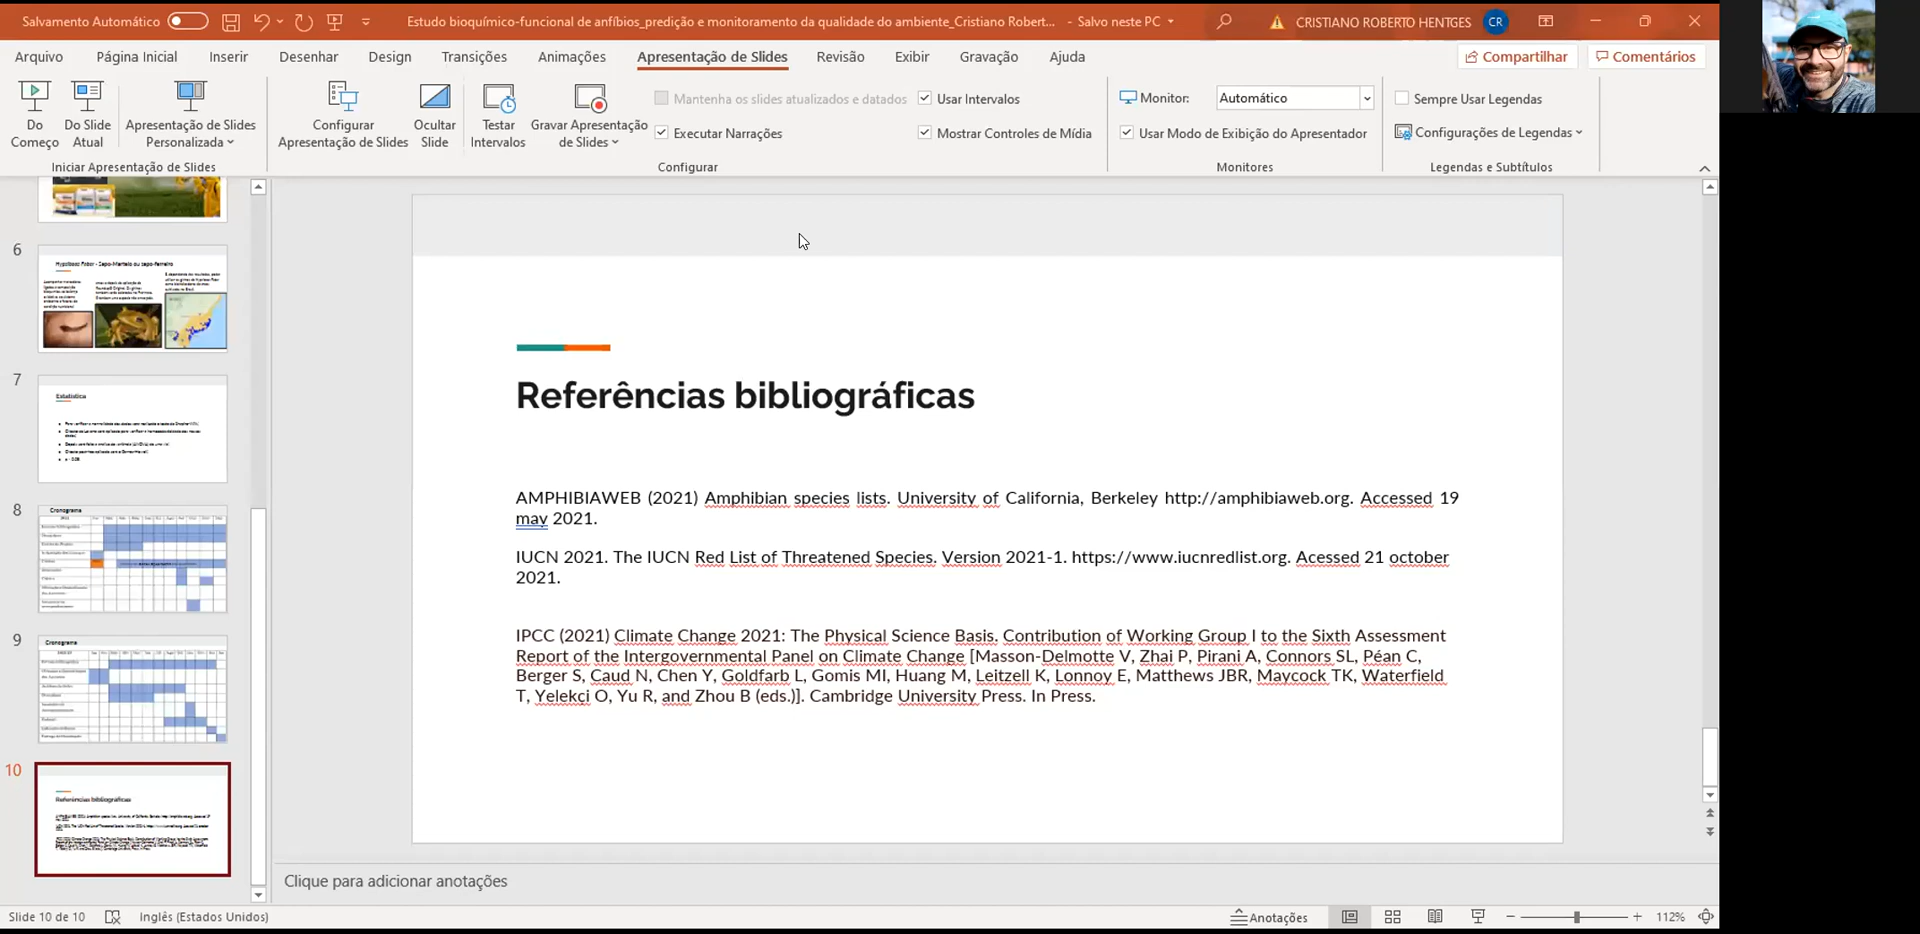 Salvamento Automático
Estudo bioquímico-funcional de anfíbios_predição e monitoramento da qualidade do ambiente_Cristiano Robert... - Salvo neste PC
CRISTIANO ROBERTO HENTGES CR
Arquivo Página Inicial Inserir Desenhar Design Transições Animações Apresentação de Slides Revisão Exibir Gravação Ajuda Compartilhar Comentários
Do Começo
Do Slide Atual
Apresentação de Slides Personalizada
Configurar Apresentação de Slides
Ocultar Slide
Testar Intervalos
Gravar Apresentação de Slides
Mantenha os slides atualizados e datados
Executar Narrações
Usar Intervalos
Mostrar Controles de Mídia
Monitor: Automático
Usar Modo de Exibição do Apresentador
Sempre Usar Legendas
Configurações de Legendas
Iniciar Apresentação de Slides
Configurar
Monitores
Legendas e Subtítulos
6
7
Estatística
8
Cronograma
9
Cronograma
10
Referências bibliográficas
Referências bibliográficas
AMPHIBIAWEB (2021) Amphibian species lists. University of California, Berkeley http://amphibiaweb.org. Accessed 19
may 2021.
IUCN 2021. The IUCN Red List of Threatened Species. Version 2021-1. https://www.iucnredlist.org. Acessed 21 october
2021.
IPCC (2021) Climate Change 2021: The Physical Science Basis. Contribution of Working Group I to the Sixth Assessment
Report of the Intergovernmental Panel on Climate Change [Masson-Delmotte V, Zhai P, Pirani A, Connors SL, Péan C,
Berger S, Caud N, Chen Y, Goldfarb L, Gomis MI, Huang M, Leitzell K, Lonnoy E, Matthews JBR, Maycock TK, Waterfield
T, Yelekçi O, Yu R, and Zhou B (eds.)]. Cambridge University Press. In Press.
Clique para adicionar anotações
Slide 10 de 10 Inglês (Estados Unidos) Anotações 112%